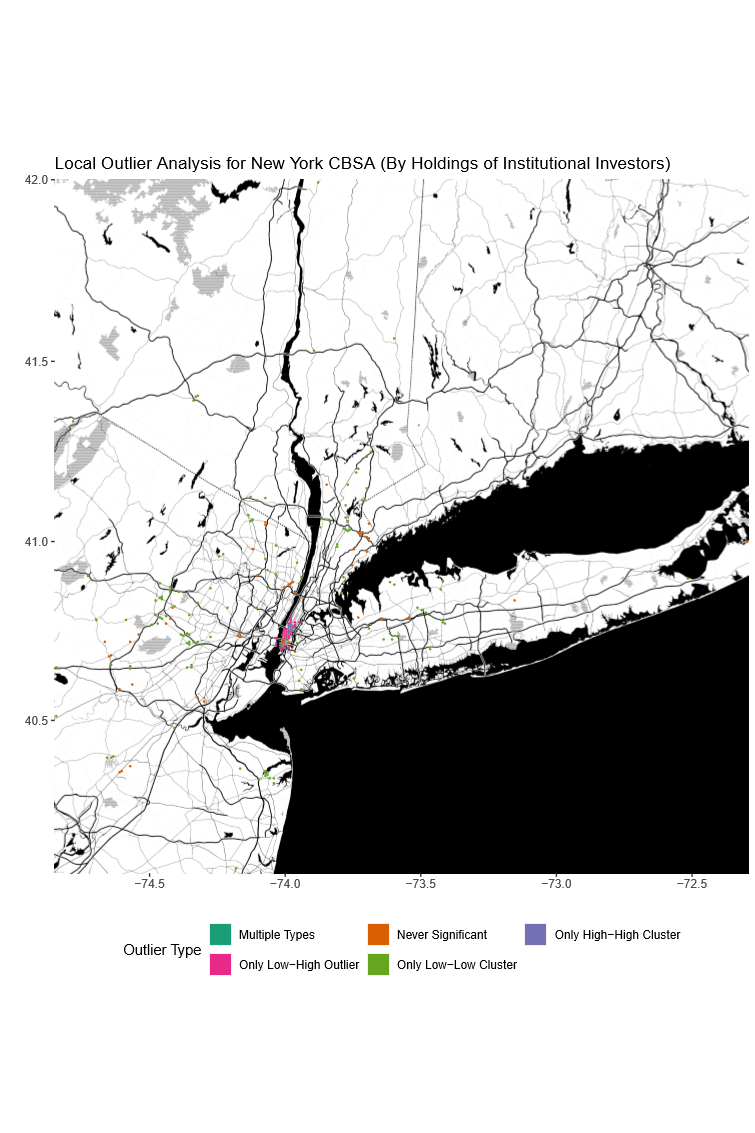 Local Outlier Analysis for New York CBSA (By Holdings of Institutional Investors)
42.0
41.5
41.0
40.5
−74.5 −74.0 −73.5 −73.0 −72.5
Outlier Type
Multiple Types Never Significant Only High−High Cluster
Only Low−High Outlier Only Low−Low Cluster